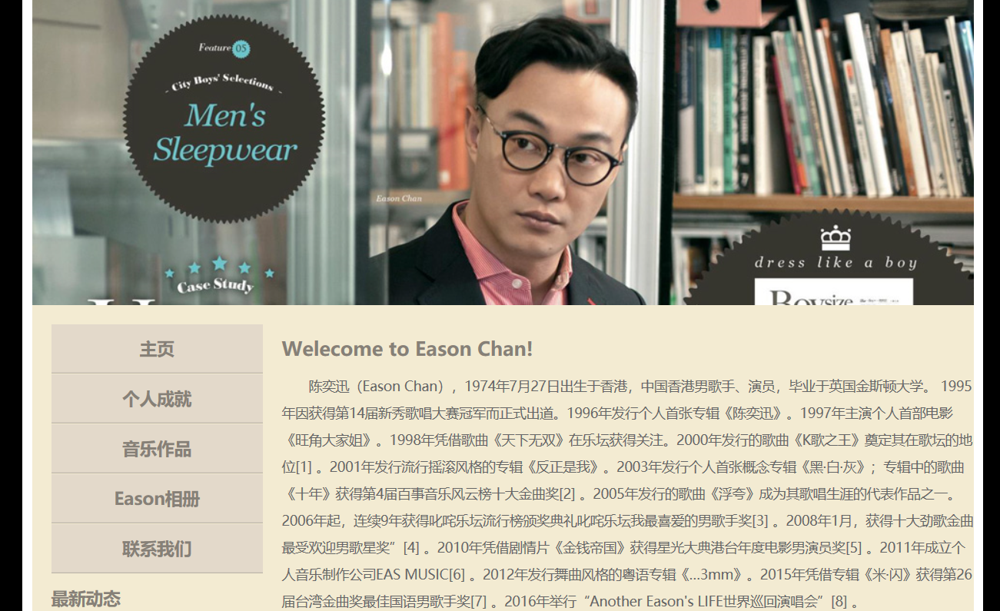 Feature 05
- City Boys' Selections -
Men's
Sleepwear
Eason Chan
Case Study
dress like a boy
Boysize
主页
个人成就
音乐作品
Eason相册
联系我们
最新动态
Welecome to Eason Chan!
陈奕迅（Eason Chan），1974年7月27日出生于香港，中国香港男歌手、演员，毕业于英国金斯顿大学。 1995
年因获得第14届新秀歌唱大赛冠军而正式出道。1996年发行个人首张专辑《陈奕迅》。1997年主演个人首部电影
《旺角大家姐》。1998年凭借歌曲《天下无双》在乐坛获得关注。2000年发行的歌曲《K歌之王》奠定其在歌坛的地
位[1] 。2001年发行流行摇滚风格的专辑《反正是我》。2003年发行个人首张概念专辑《黑·白·灰》；专辑中的歌曲
《十年》获得第4届百事音乐风云榜十大金曲奖[2] 。2005年发行的歌曲《浮夸》成为其歌唱生涯的代表作品之一。
2006年起，连续9年获得叱咤乐坛流行榜颁奖典礼叱咤乐坛我最喜爱的男歌手奖[3] 。2008年1月，获得十大劲歌金曲
最受欢迎男歌星奖”[4] 。2010年凭借剧情片《金钱帝国》获得星光大典港台年度电影男演员奖[5] 。2011年成立个
人音乐制作公司EAS MUSIC[6] 。2012年发行舞曲风格的粤语专辑《...3mm》。2015年凭借专辑《米·闪》获得第26
届台湾金曲奖最佳国语男歌手奖[7] 。2016年举行“Another Eason's LIFE世界巡回演唱会”[8] 。